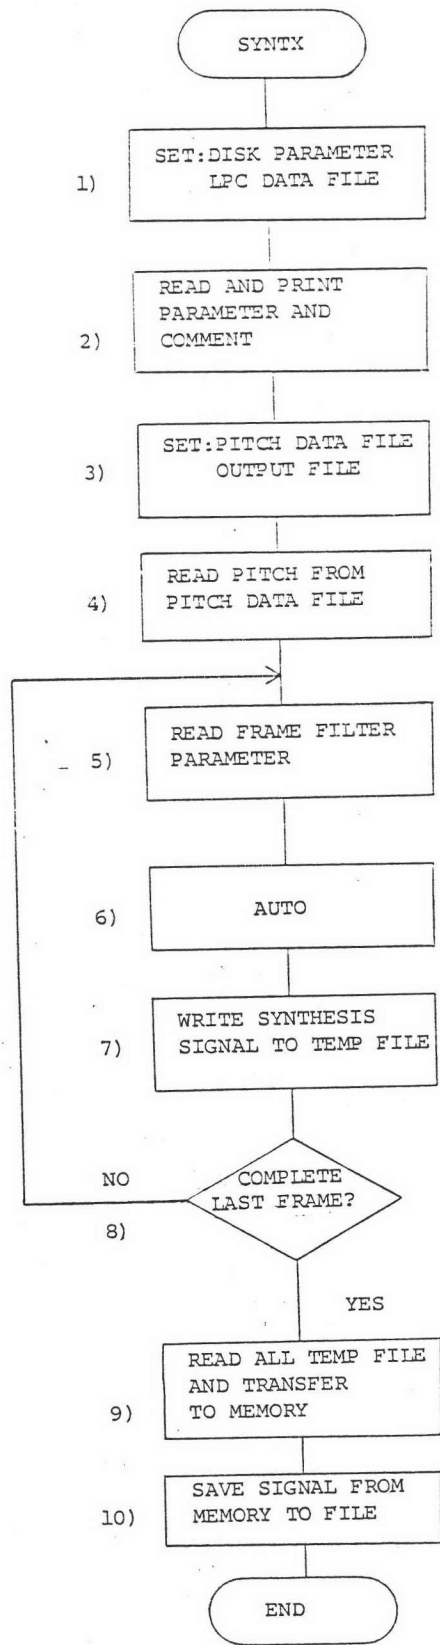 SYNTX
SET:DISK PARAMETER
LPC DATA FILE
1)
READ AND PRINT
PARAMETER AND
2)
COMMENT
SET:PITCH DATA FILE
OUTPUT FILE
3)
READ PITCH FROM
PITCH DATA FILE
4)
READ FRAME FILTER
PARAMETER
5)
AUTO
6)
WRITE SYNTHESIS
SIGNAL TO TEMP FILE
7)
COMPLETE
LAST FRAME?
NO
8)
YES
READ ALL TEMP FILE
AND TRANSFER
TO MEMORY
9)
SAVE SIGNAL FROM
MEMORY TO FILE
10)
END